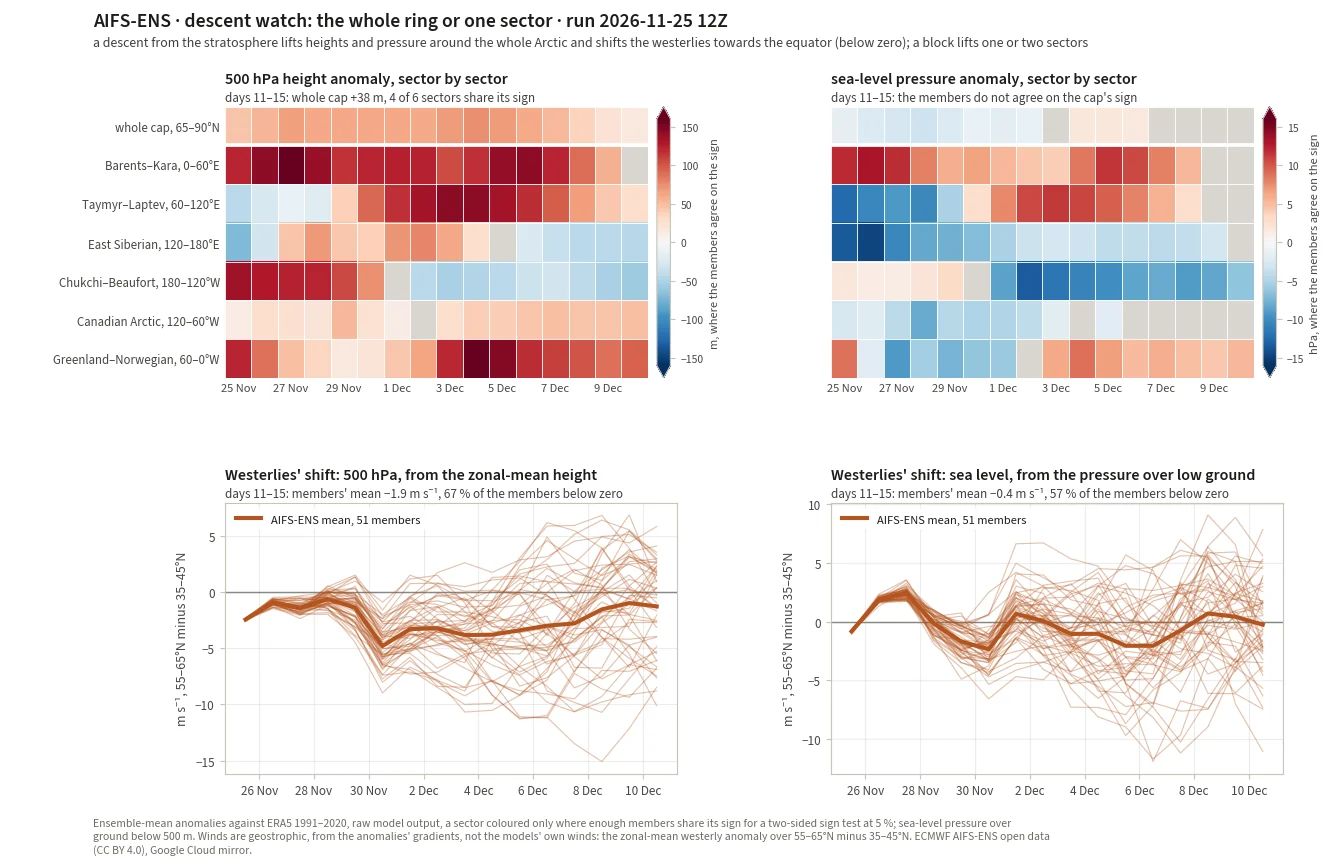 AIFS-ENS · descent watch: the whole ring or one sector · run 2026-11-25 12Z
a descent from the stratosphere lifts heights and pressure around the whole Arctic and shifts the westerlies towards the equator (below zero); a block lifts one or two sectors
500 hPa height anomaly, sector by sector
days 11–15: whole cap +38 m, 4 of 6 sectors share its sign
whole cap, 65–90°N
Barents–Kara, 0–60°E
Taymyr–Laptev, 60–120°E
East Siberian, 120–180°E
Chukchi–Beaufort, 180–120°W
Canadian Arctic, 120–60°W
Greenland–Norwegian, 60–0°W
25 Nov 27 Nov 29 Nov 1 Dec 3 Dec 5 Dec 7 Dec 9 Dec
150
100
50
0
−50
−100
−150
m, where the members agree on the sign
sea-level pressure anomaly, sector by sector
days 11–15: the members do not agree on the cap's sign
25 Nov 27 Nov 29 Nov 1 Dec 3 Dec 5 Dec 7 Dec 9 Dec
15
10
5
0
−5
−10
−15
hPa, where the members agree on the sign
Westerlies' shift: 500 hPa, from the zonal-mean height
days 11–15: members' mean −1.9 m s⁻¹, 67 % of the members below zero
AIFS-ENS mean, 51 members
5
0
−5
−10
−15
m s⁻¹, 55–65°N minus 35–45°N
26 Nov 28 Nov 30 Nov 2 Dec 4 Dec 6 Dec 8 Dec 10 Dec
Westerlies' shift: sea level, from the pressure over low ground
days 11–15: members' mean −0.4 m s⁻¹, 57 % of the members below zero
AIFS-ENS mean, 51 members
10
5
0
−5
−10
m s⁻¹, 55–65°N minus 35–45°N
26 Nov 28 Nov 30 Nov 2 Dec 4 Dec 6 Dec 8 Dec 10 Dec
Ensemble-mean anomalies against ERA5 1991–2020, raw model output, a sector coloured only where enough members share its sign for a two-sided sign test at 5 %; sea-level pressure over
ground below 500 m. Winds are geostrophic, from the anomalies' gradients, not the models' own winds: the zonal-mean westerly anomaly over 55–65°N minus 35–45°N. ECMWF AIFS-ENS open data
(CC BY 4.0), Google Cloud mirror.